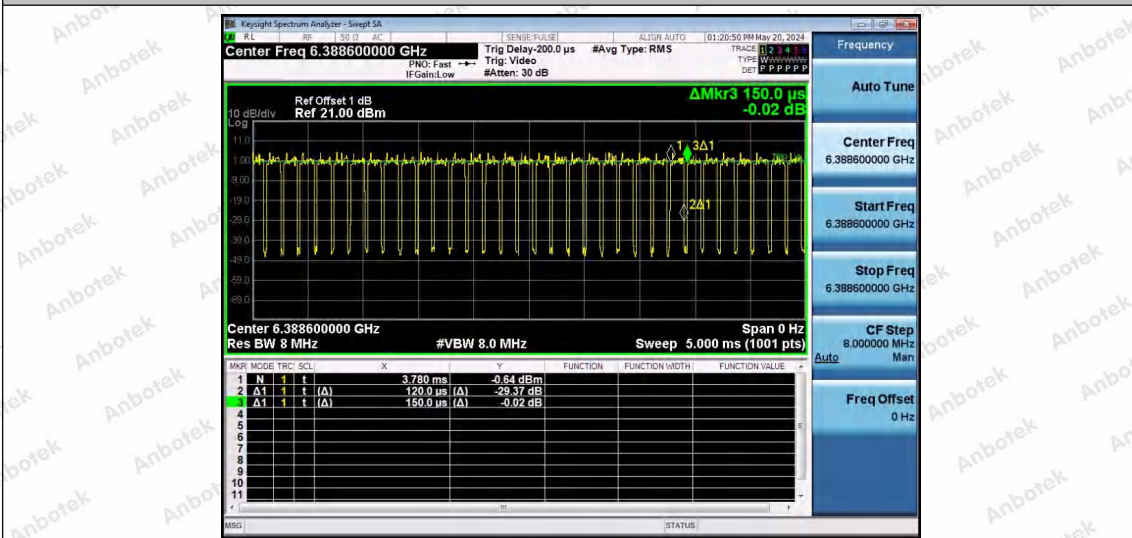 Keysight Spectrum Analyzer - Swept SA
RL RF 50 Ω AC SENSE:PULSE ALIGN AUTO 01:20:50 PM May 20, 2024
Center Freq 6.388600000 GHz Trig Delay-200.0 µs #Avg Type: RMS TRACE 1 2 3 4 5 6
PNO: Fast Trig: Video TYPE WWWWWW
IFGain:Low #Atten: 30 dB DET P P P P P P
ΔMkr3 150.0 µs
-0.02 dB
Ref Offset 1 dB
10 dB/div Ref 21.00 dBm
Log
11.0
1.00
-9.00
-19.0
-29.0
-39.0
-49.0
-59.0
-69.0
1 3Δ1
2Δ1
Center 6.388600000 GHz Span 0 Hz
Res BW 8 MHz #VBW 8.0 MHz Sweep 5.000 ms (1001 pts)
MKR MODE TRC SCL X Y FUNCTION FUNCTION WIDTH FUNCTION VALUE
1 N 1 t 3.780 ms -0.64 dBm
2 Δ1 1 t (Δ) 120.0 µs (Δ) -29.37 dB
3 Δ1 1 t (Δ) 150.0 µs (Δ) -0.02 dB
4
5
6
7
8
9
10
11
MSG STATUS
Frequency
Auto Tune
Center Freq
6.388600000 GHz
Start Freq
6.388600000 GHz
Stop Freq
6.388600000 GHz
CF Step
8.000000 MHz
Auto Man
Freq Offset
0 Hz
Anbotek